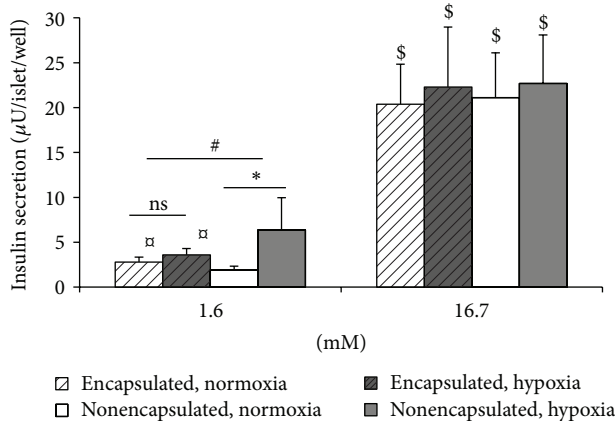 Insulin secretion (μU/islet/well)
30
25
20
15
10
5
0
$ $ $ $
#
*
ns
¤ ¤
1.6 16.7
(mM)
Encapsulated, normoxia Encapsulated, hypoxia
Nonencapsulated, normoxia Nonencapsulated, hypoxia